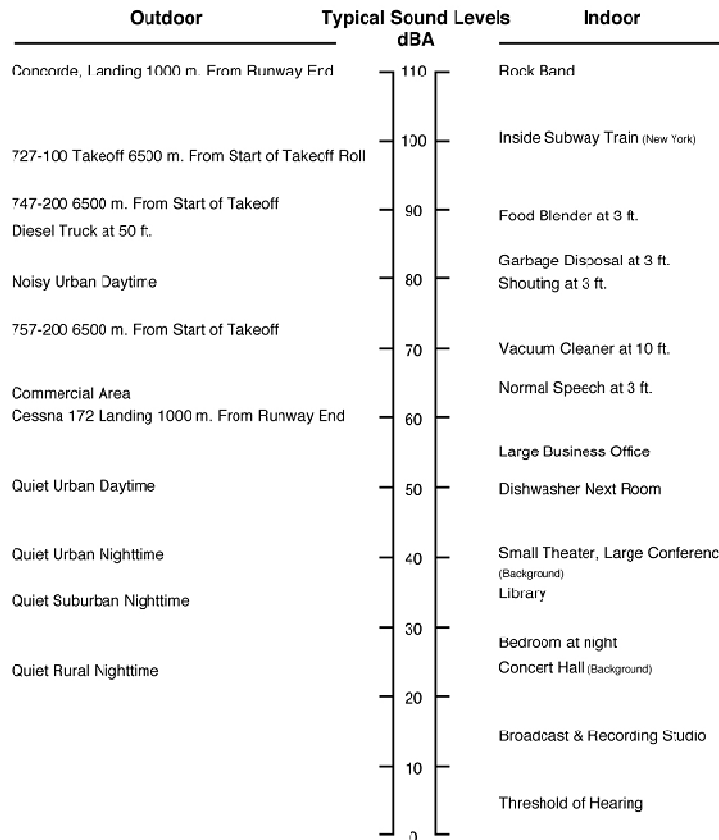 Outdoor
Typical Sound Levels
dBA
Indoor
Concorde, Landing 1000 m. From Runway End
110
Rock Band
100
Inside Subway Train (New York)
727-100 Takeoff 6500 m. From Start of Takeoff Roll
747-200 6500 m. From Start of Takeoff
90
Food Blender at 3 ft.
Diesel Truck at 50 ft.
Garbage Disposal at 3 ft.
Noisy Urban Daytime
80
Shouting at 3 ft.
757-200 6500 m. From Start of Takeoff
70
Vacuum Cleaner at 10 ft.
Commercial Area
Normal Speech at 3 ft.
Cessna 172 Landing 1000 m. From Runway End
60
Large Business Office
Quiet Urban Daytime
50
Dishwasher Next Room
Quiet Urban Nighttime
40
Small Theater, Large Conferenc
(Background)
Quiet Suburban Nighttime
Library
30
Bedroom at night
Quiet Rural Nighttime
Concert Hall (Background)
20
Broadcast & Recording Studio
10
Threshold of Hearing
0